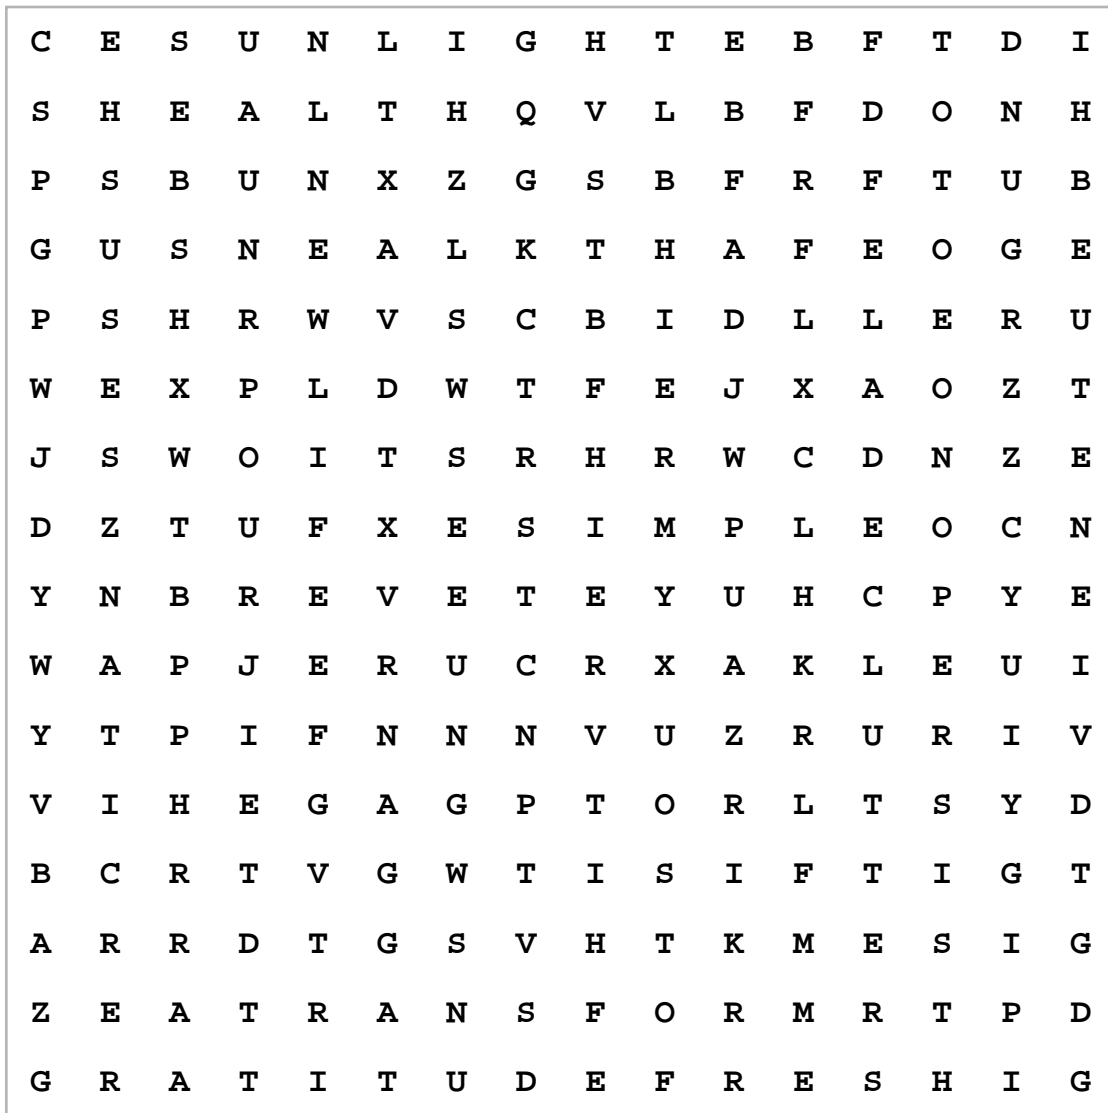 C E S U N L I G H T E B F T D I
S H E A L T H Q V L B F D O N H
P S B U N X Z G S B F R F T U B
G U S N E A L K T H A F E O G E
P S H R W V S C B I D L L E R U
W E X P L D W T F E J X A O Z T
J S W O I T S R H R W C D N Z E
D Z T U F X E S I M P L E O C N
Y N B R E V E T E Y U H C P Y E
W A P J E R U C R X A K L E U I
Y T P I F N N N V U Z R U R I V
V I H E G A G P T O R L T S Y D
B C R T V G W T I S I F T I G T
A R R D T G S V H T K M E S I G
Z E A T R A N S F O R M R T P D
G R A T I T U D E F R E S H I G